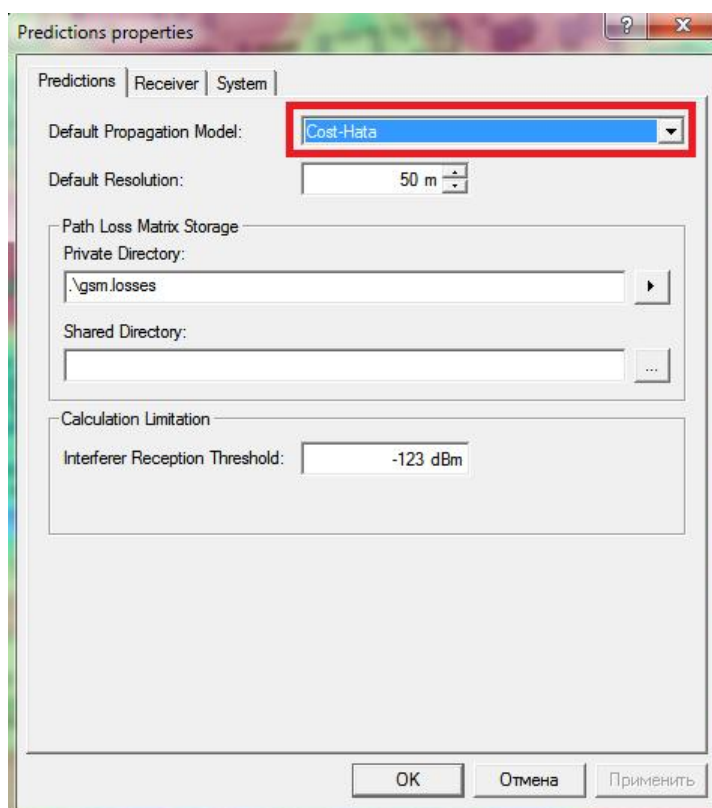 Predictions properties
Predictions Receiver System
Default Propagation Model: Cost-Hata
Default Resolution: 50 m
Path Loss Matrix Storage
Private Directory:
.\gsm.losses
Shared Directory:
...
Calculation Limitation
Interferer Reception Threshold: -123 dBm
OK Отмена Применить